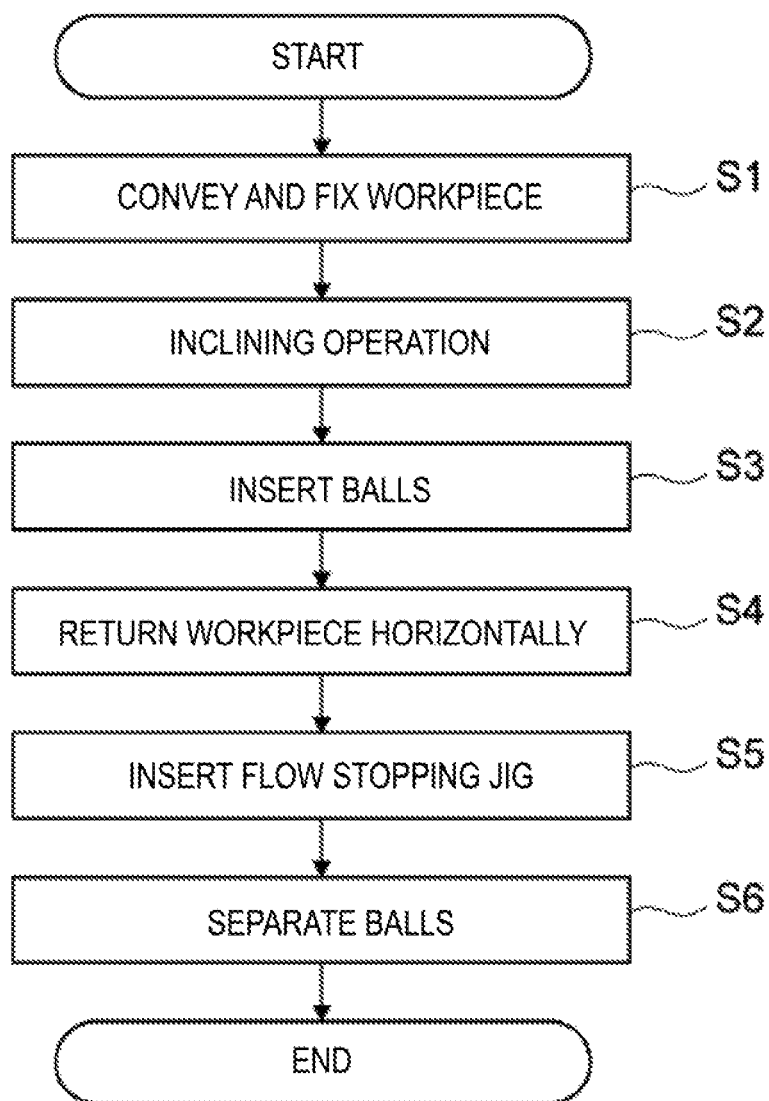 START
CONVEY AND FIX WORKPIECE
S1
INCLINING OPERATION
S2
INSERT BALLS
S3
RETURN WORKPIECE HORIZONTALLY
S4
INSERT FLOW STOPPING JIG
S5
SEPARATE BALLS
S6
END